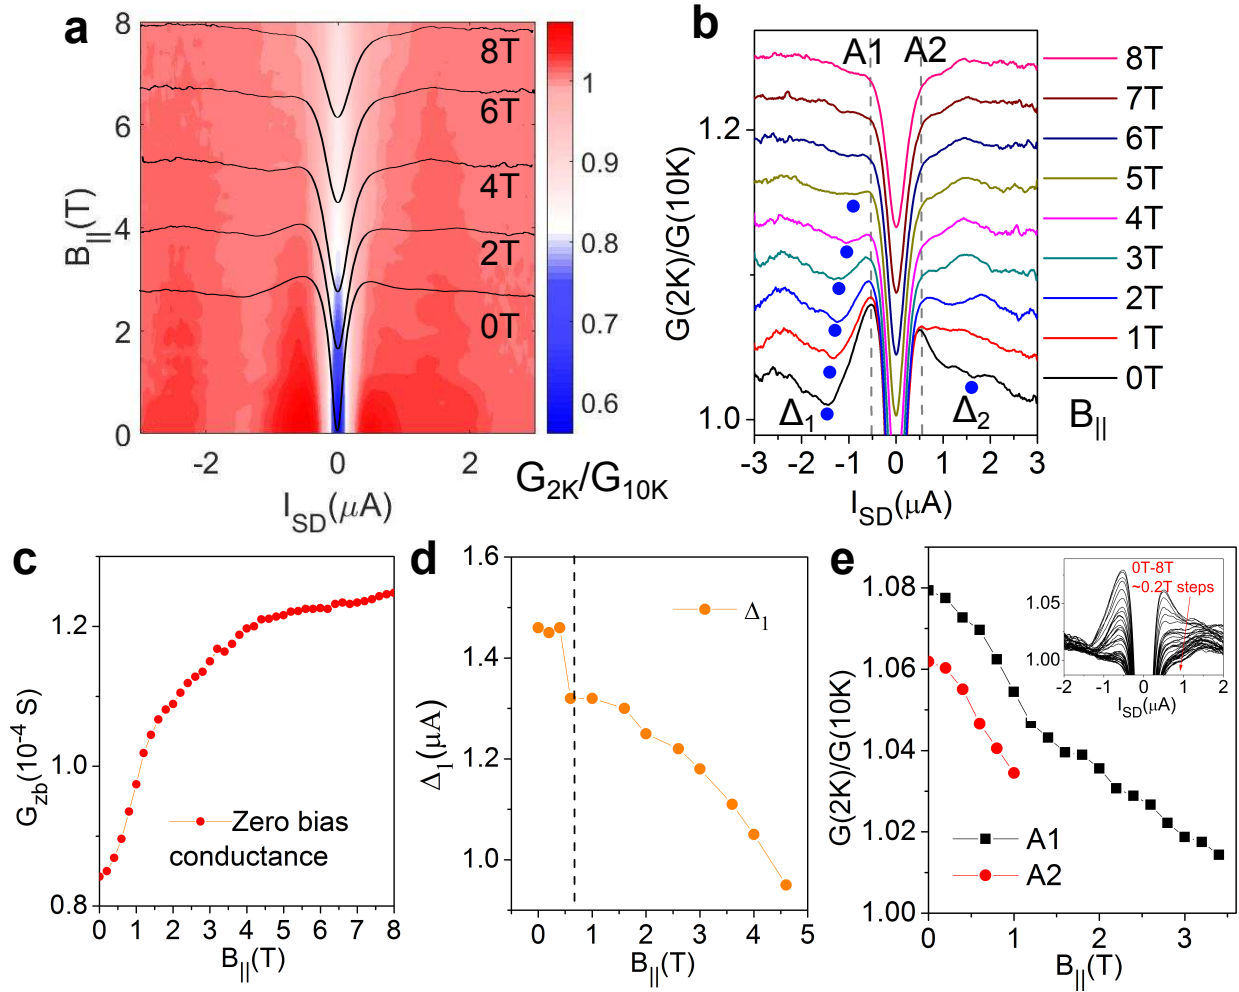 a
8
6
4
2
0
B||(T)
8T
6T
4T
2T
0T
-2
0
2
ISD(μA)
1
0.9
0.8
0.7
0.6
G2K/G10K
b
A1
A2
1.2
1.0
G(2K)/G(10K)
Δ1
Δ2
-3
-2
-1
0
1
2
3
ISD(μA)
8T
7T
6T
5T
4T
3T
2T
1T
0T
B||
c
1.2
1.0
0.8
Gzb(10-4 S)
Zero bias
conductance
0
1
2
3
4
5
6
7
8
B||(T)
d
1.6
1.4
1.2
1.0
Δ1(μA)
Δ1
0
1
2
3
4
5
B||(T)
e
1.08
1.06
1.04
1.02
1.00
G(2K)/G(10K)
A1
A2
0
1
2
3
B||(T)
0T-8T
~0.2T steps
1.05
1.00
-2
-1
0
1
2
ISD(μA)